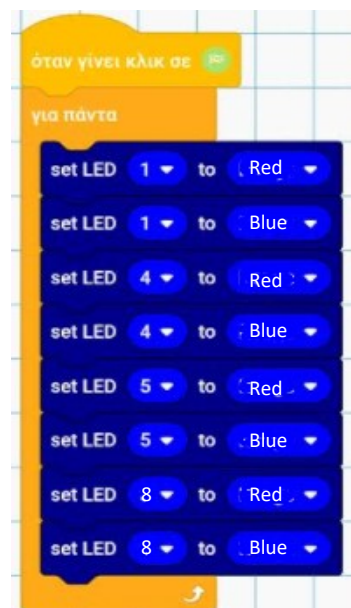 όταν γίνει κλικ σε
για πάντα
set LED 1 to Red
set LED 1 to Blue
set LED 4 to Red
set LED 4 to Blue
set LED 5 to Red
set LED 5 to Blue
set LED 8 to Red
set LED 8 to Blue